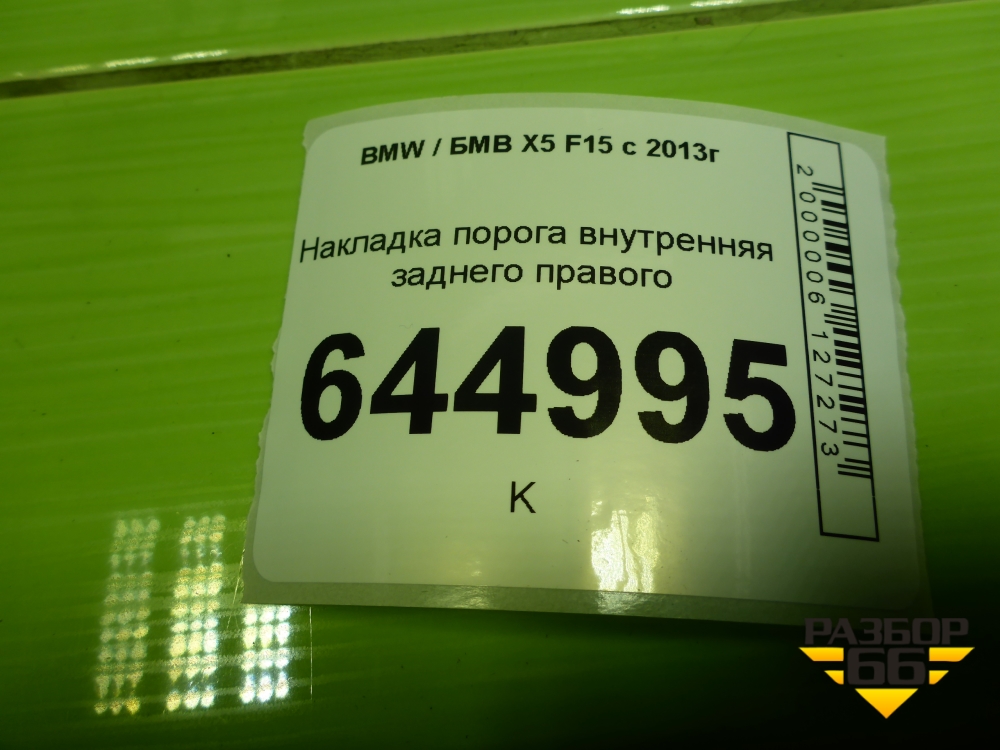 BMW / БМВ X5 F15 с 2013г
Накладка порога внутренняя
заднего правого
644995
К
2000006127273
РАЗБОР
66